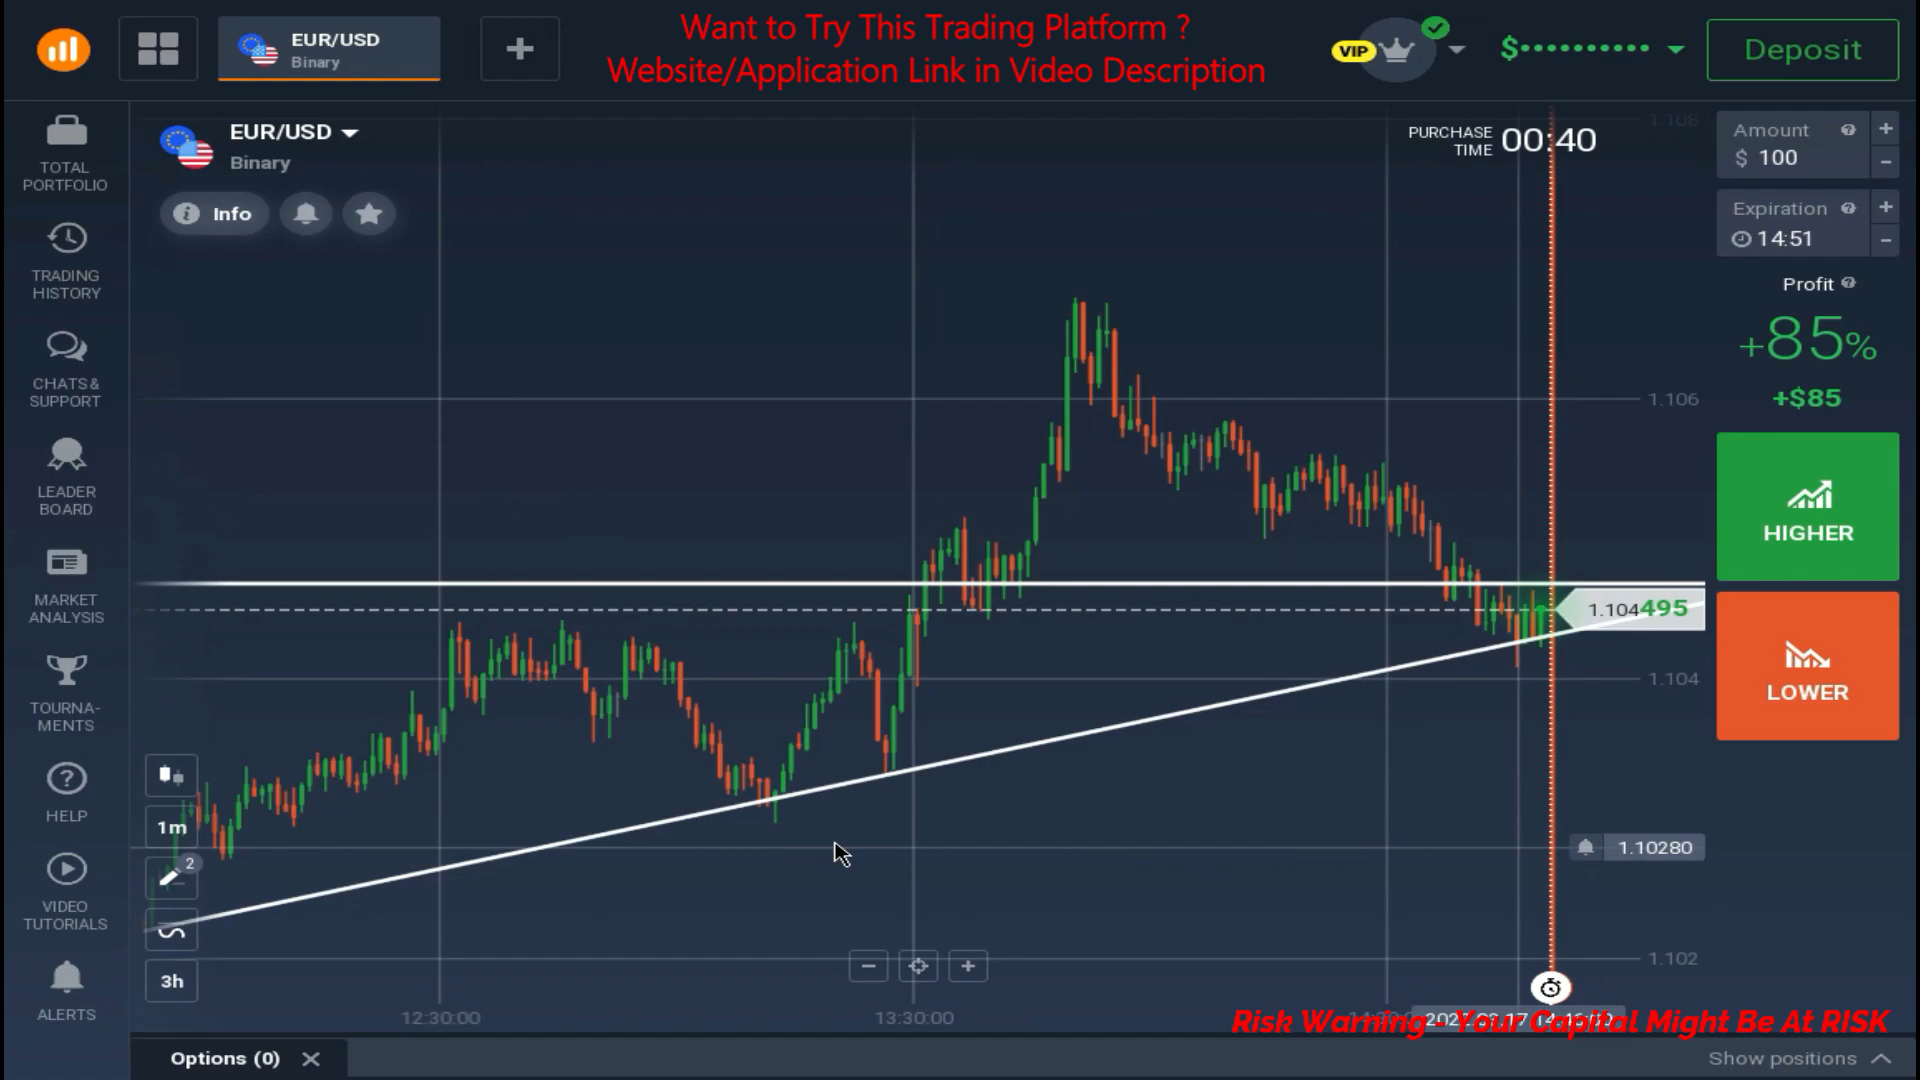 Want to Try This Trading Platform ?
Website/Application Link in Video Description
EUR/USD
Binary
VIP
$••••••••••
Deposit
TOTAL PORTFOLIO
TRADING HISTORY
CHATS & SUPPORT
LEADER BOARD
MARKET ANALYSIS
TOURNA-MENTS
HELP
VIDEO TUTORIALS
ALERTS
EUR/USD
Binary
Info
PURCHASE TIME 00:40
1.108
1.106
1.104495
1.104
1.10280
1.102
Amount
$ 100
Expiration
14:51
Profit
+85%
+$85
HIGHER
LOWER
1m
2
3h
12:30:00
13:30:00
Risk Warning - Your Capital Might Be At RISK
Options (0)
Show positions